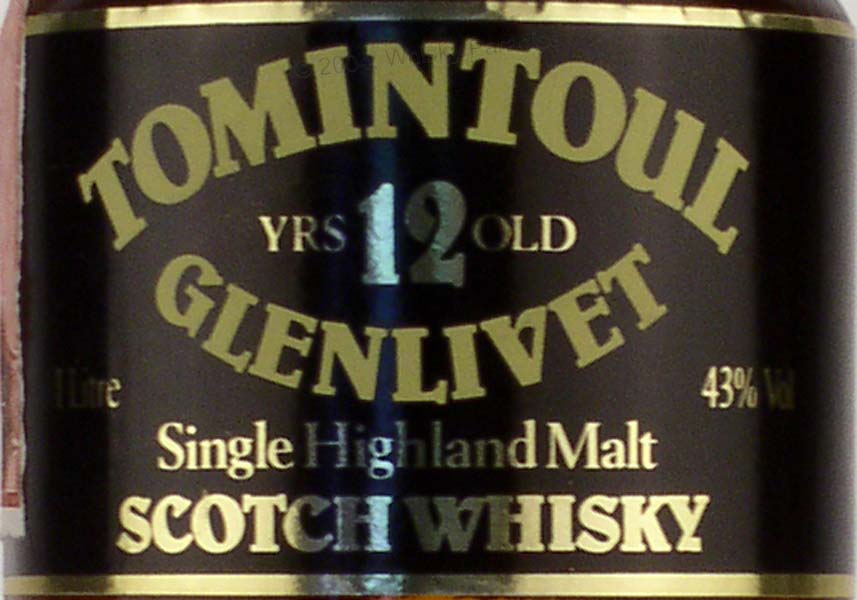 TOMINTOUL
YRS 12 OLD
GLENLIVET
1 Litre
43% Vol
Single Highland Malt
SCOTCH WHISKY